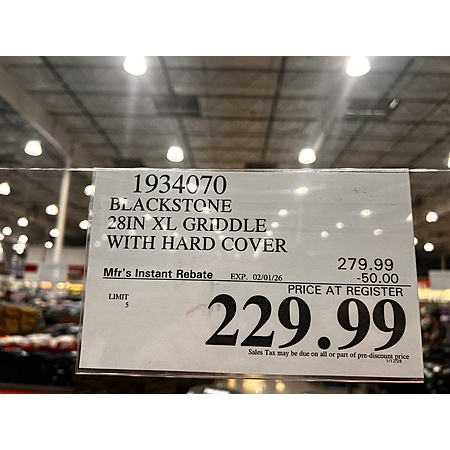 1934070
BLACKSTONE
28IN XL GRIDDLE
WITH HARD COVER
279.99
Mfr's Instant Rebate EXP. 02/01/26 -50.00
PRICE AT REGISTER
LIMIT
5
229.99
Sales Tax may be due on all or part of pre-discount price